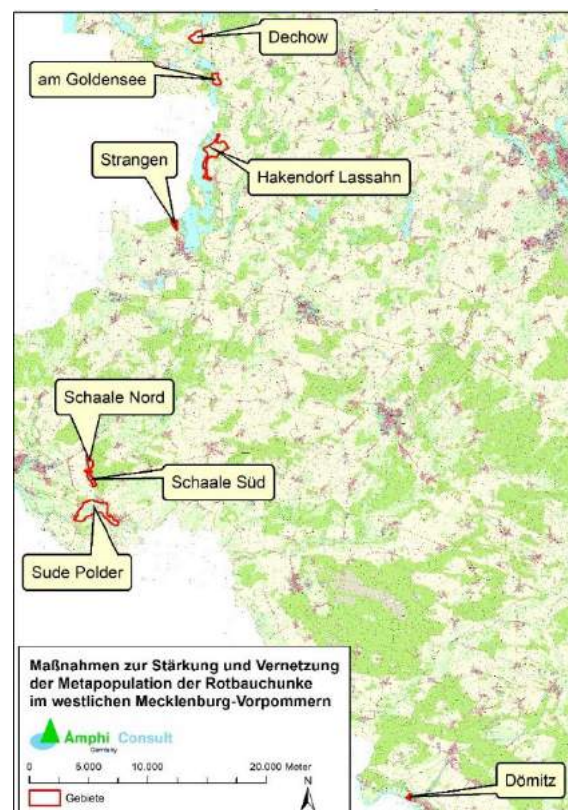 Dechow
am Goldensee
Strangen
Hakendorf Lassahn
Schaale Nord
Schaale Süd
Sude Polder
Maßnahmen zur Stärkung und Vernetzung
der Metapopulation der Rotbauchunke
im westlichen Mecklenburg-Vorpommern
Amphi Consult
Germany
0 5.000 10.000 20.000 Meter
N
Gebiete
Dömitz